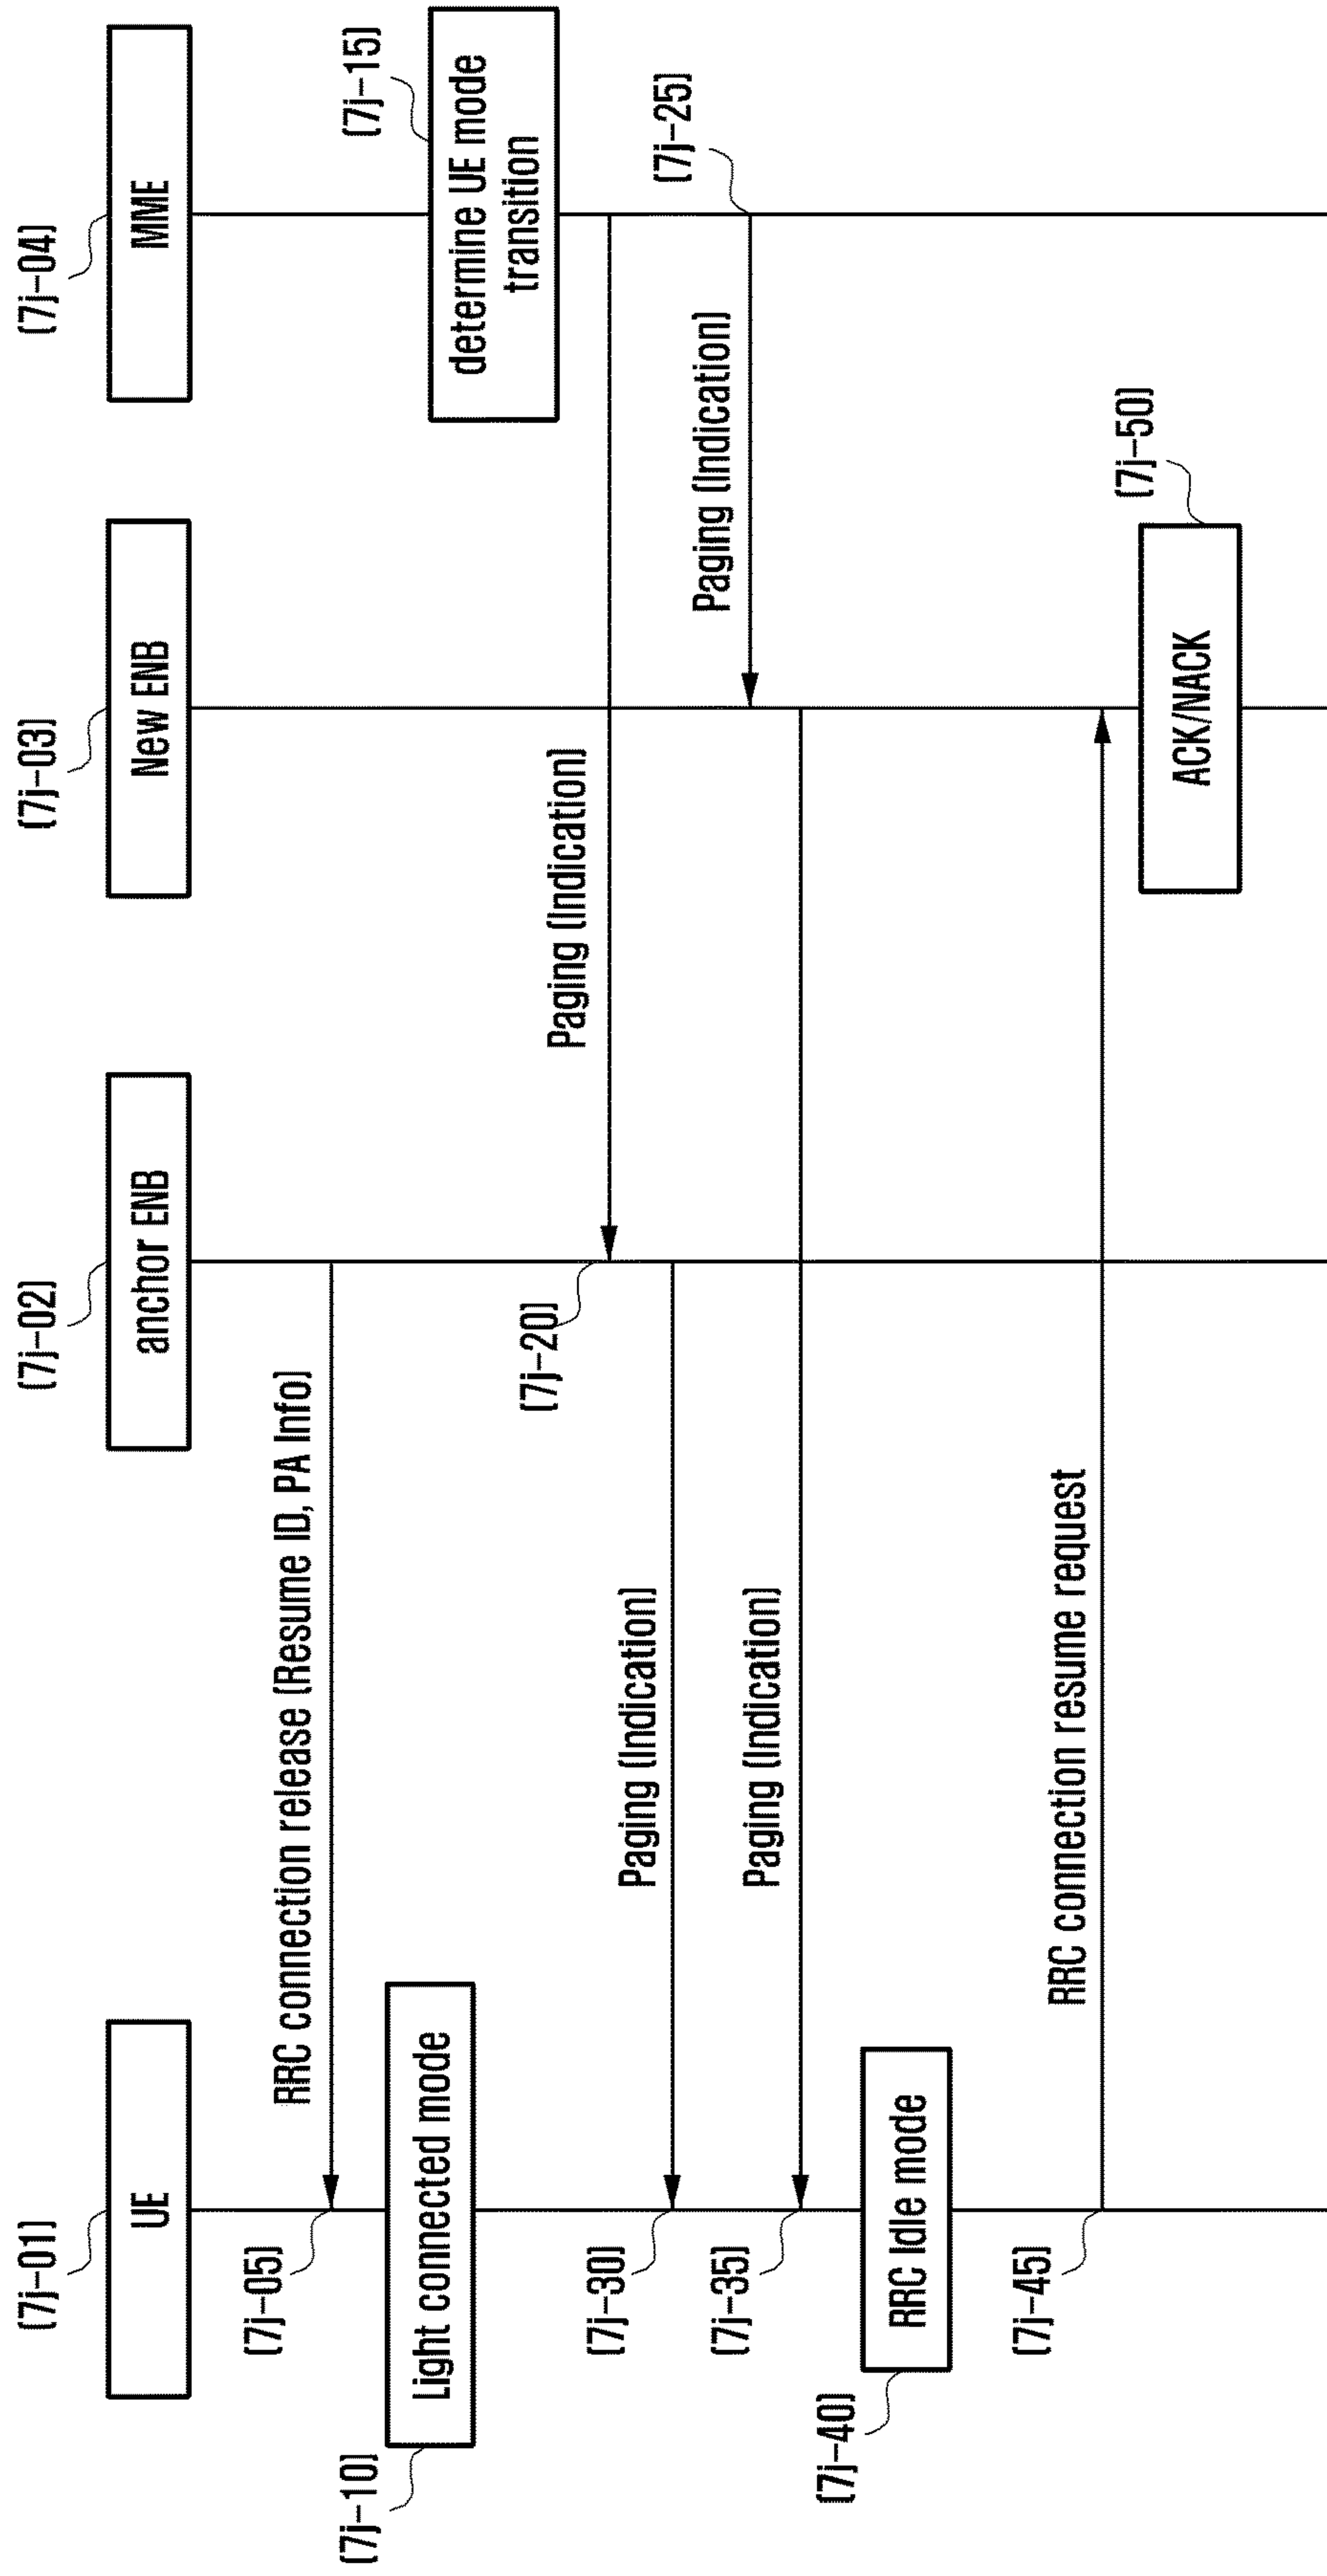 (7j-01)
(7j-02)
(7j-03)
(7j-04)
UE
anchor ENB
New ENB
MME
(7j-05)
RRC connection release (Resume ID, PA Info)
(7j-10)
Light connected mode
(7j-15)
determine UE mode
transition
(7j-20)
Paging (Indication)
(7j-30)
Paging (Indication)
(7j-25)
Paging (Indication)
(7j-35)
Paging (Indication)
(7j-40)
RRC Idle mode
(7j-45)
RRC connection resume request
(7j-50)
ACK/NACK